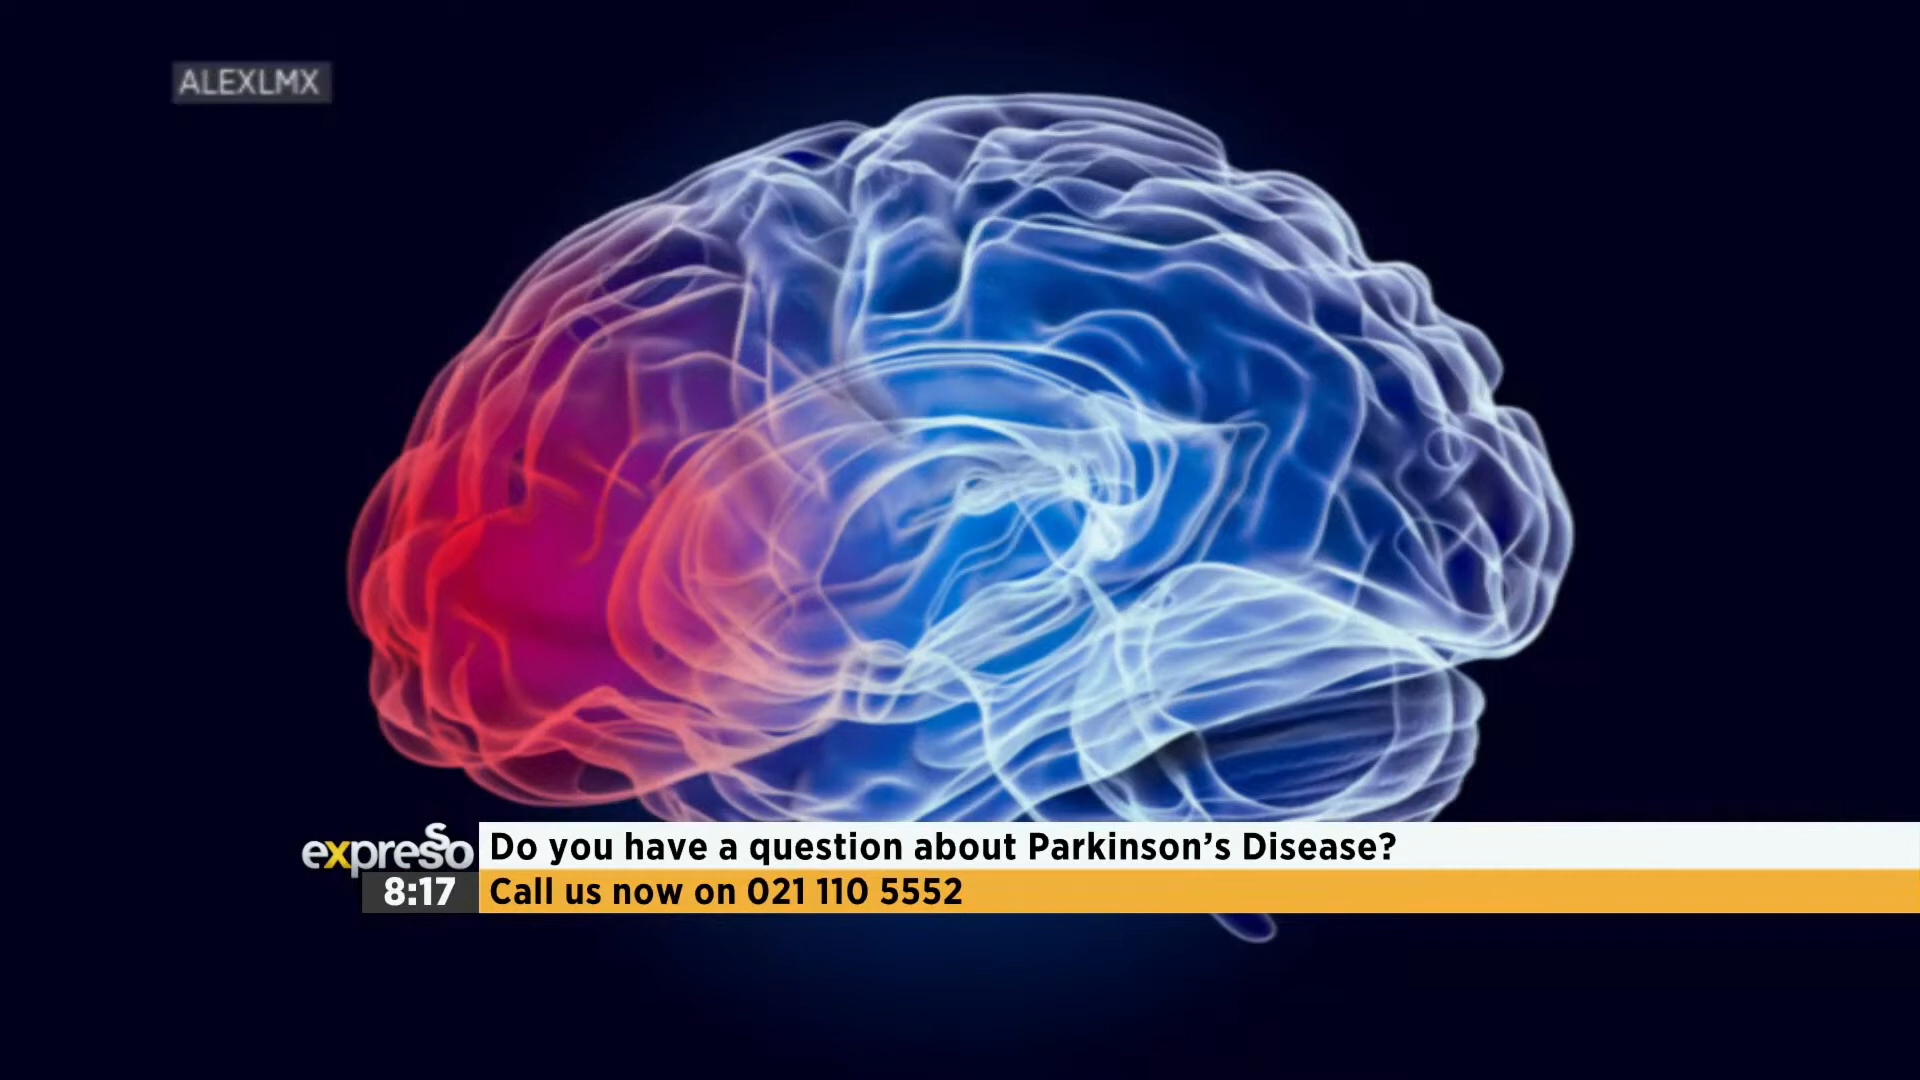 ALEXLMX
expresso
Do you have a question about Parkinson's Disease?
8:17
Call us now on 021 110 5552